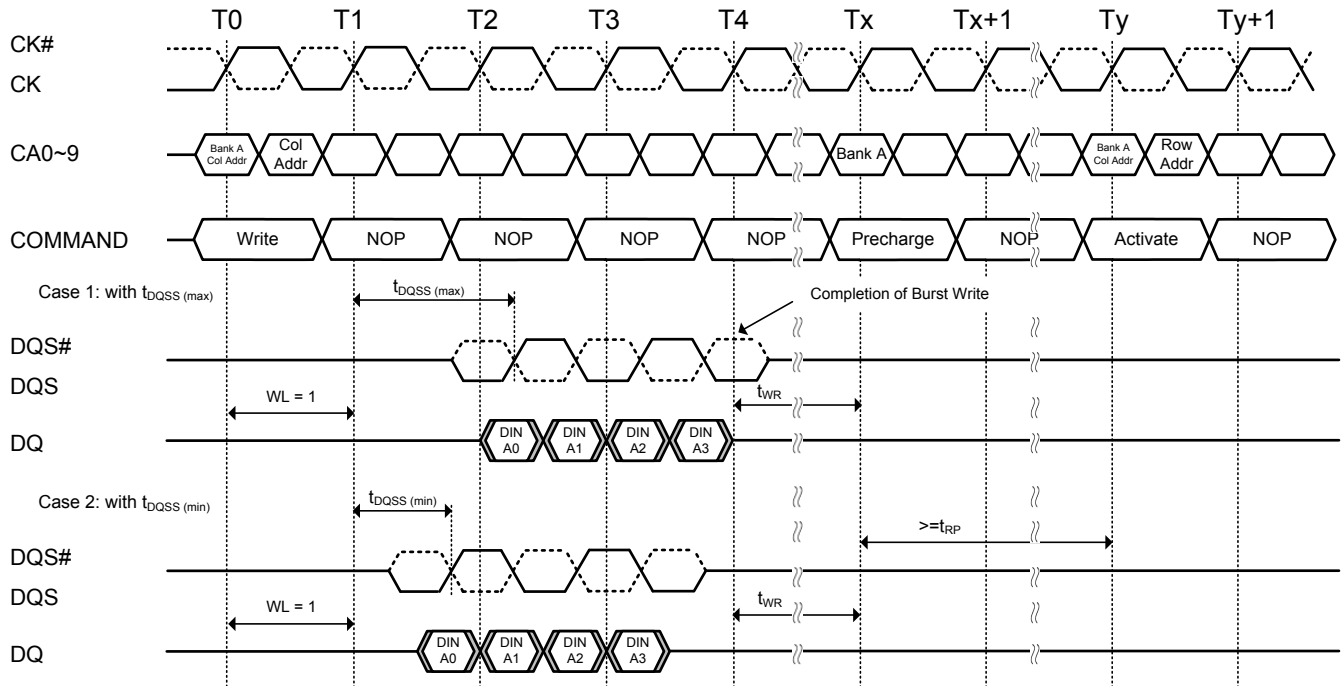 T0 T1 T2 T3 T4 Tx Tx+1 Ty Ty+1
CK#
CK
CA0~9
Bank A
Col Addr
Col
Addr
Bank A
Bank A
Col Addr
Row
Addr
COMMAND
Write NOP NOP NOP NOP Precharge NOP Activate NOP
Case 1: with tDQSS (max)
tDQSS (max)
Completion of Burst Write
DQS#
DQS
WL = 1
tWR
DQ
DIN
A0
DIN
A1
DIN
A2
DIN
A3
Case 2: with tDQSS (min)
tDQSS (min)
>=tRP
DQS#
DQS
WL = 1
tWR
DQ
DIN
A0
DIN
A1
DIN
A2
DIN
A3